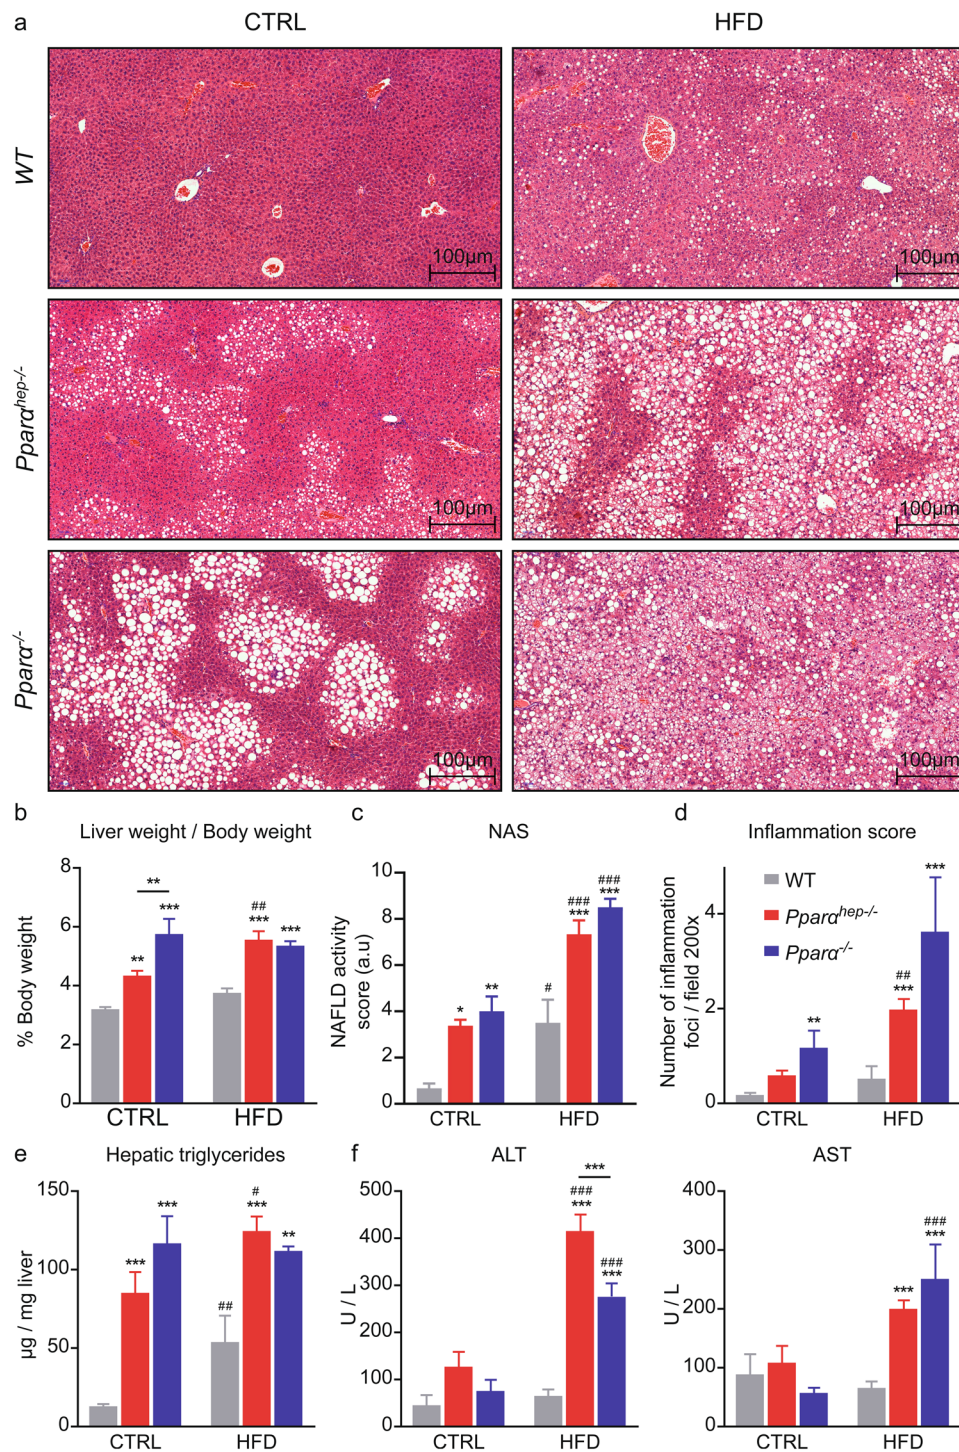 a
CTRL
HFD
WT
100µm
100µm
Pparα^hep-/-
100µm
100µm
Pparα^-/-
100µm
100µm
b
Liver weight / Body weight
% Body weight
8
6
4
2
0
**
***
**
##
***
***
CTRL
HFD
c
NAS
NAFLD activity
score (a.u)
8
6
4
2
0
*
**
#
###
***
###
***
CTRL
HFD
d
Inflammation score
Number of inflammation
foci / field 200x
4
2
0
WT
Pparα^hep-/-
Pparα^-/-
**
##
***
***
CTRL
HFD
e
Hepatic triglycerides
µg / mg liver
150
100
50
0
***
***
##
#
***
**
CTRL
HFD
f
ALT
U / L
500
400
300
200
100
0
***
###
***
###
***
CTRL
HFD
AST
U / L
400
300
200
100
0
***
###
***
CTRL
HFD